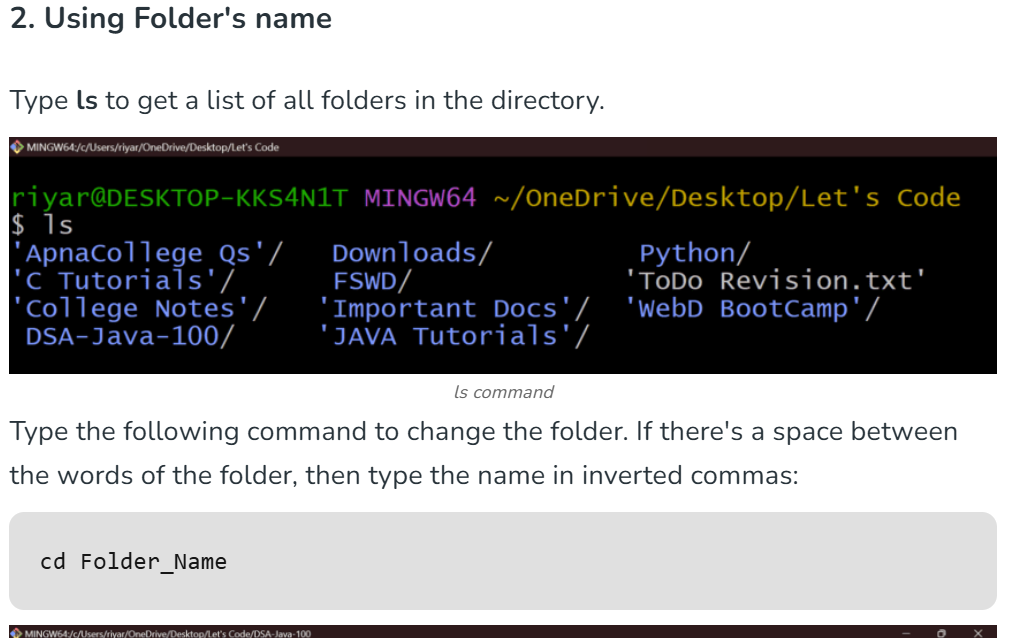 2. Using Folder's name
Type ls to get a list of all folders in the directory.
MINGW64:/c/Users/riyar/OneDrive/Desktop/Let's Code
riyar@DESKTOP-KKS4N1T MINGW64 ~/OneDrive/Desktop/Let's Code
$ ls
'ApnaCollege Qs'/ Downloads/ Python/
'C Tutorials'/ FSWD/ 'ToDo Revision.txt'
'College Notes'/ 'Important Docs'/ 'WebD BootCamp'/
DSA-Java-100/ 'JAVA Tutorials'/
ls command
Type the following command to change the folder. If there's a space between
the words of the folder, then type the name in inverted commas:
cd Folder_Name
MINGW64:/c/Users/riyar/OneDrive/Desktop/Let's Code/DSA-Java-100